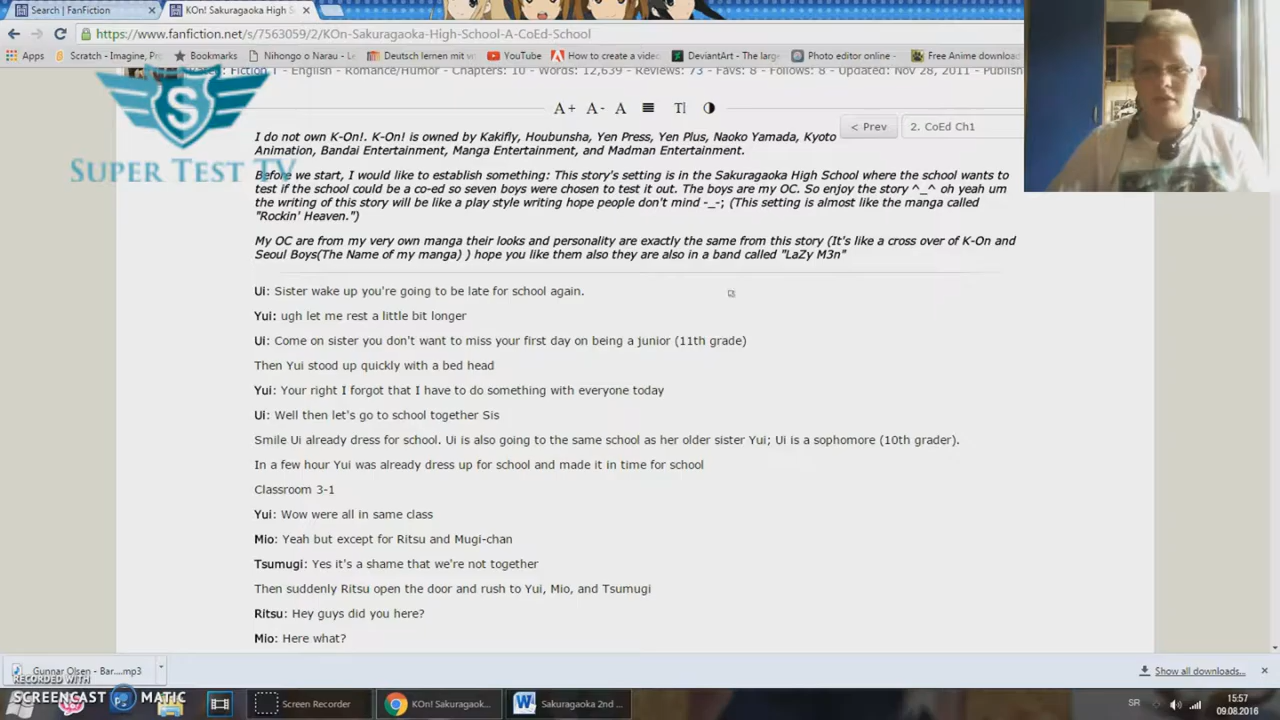 Search | FanFiction
KOn! Sakuragaoka High S
https://www.fanfiction.net/s/7563059/2/KOn-Sakuragaoka-High-School-A-CoEd-School
Apps Scratch - Imagine, Pro Bookmarks Nihongo o Narau - Deutsch lernen mit de YouTube How to create a valida DeviantArt - The large Photo editor online - Free Anime download
Fiction T - English - Romance/Humor - Chapters: 10 - Words: 12,639 - Reviews: 73 - Favs: 8 - Follows: 8 - Updated: Nov 28, 2011 - Publish
A+ A- A
< Prev
2. CoEd Ch1
I do not own K-On!. K-On! is owned by Kakifly, Houbunsha, Yen Press, Yen Plus, Naoko Yamada, Kyoto
Animation, Bandai Entertainment, Manga Entertainment, and Madman Entertainment.
S
SUPER TEST TV
Before we start, I would like to establish something: This story's setting is in the Sakuragaoka High School where the school wants to
test if the school could be a co-ed so seven boys were chosen to test it out. The boys are my OC. So enjoy the story ^_^ oh yeah um
the writing of this story will be like a play style writing hope people don't mind -_-; (This setting is almost like the manga called
"Rockin' Heaven.")
My OC are from my very own manga their looks and personality are exactly the same from this story (It's like a cross over of K-On and
Seoul Boys(The Name of my manga) ) hope you like them also they are also in a band called "LaZy M3n"
Ui: Sister wake up you're going to be late for school again.
Yui: ugh let me rest a little bit longer
Ui: Come on sister you don't want to miss your first day on being a junior (11th grade)
Then Yui stood up quickly with a bed head
Yui: Your right I forgot that I have to do something with everyone today
Ui: Well then let's go to school together Sis
Smile Ui already dress for school. Ui is also going to the same school as her older sister Yui; Ui is a sophomore (10th grader).
In a few hour Yui was already dress up for school and made it in time for school
Classroom 3-1
Yui: Wow were all in same class
Mio: Yeah but except for Ritsu and Mugi-chan
Tsumugi: Yes it's a shame that we're not together
Then suddenly Ritsu open the door and rush to Yui, Mio, and Tsumugi
Ritsu: Hey guys did you here?
Mio: Here what?
Gunnar Olsen - Bar....mp3
Show all downloads...
RECORDED WITH
SCREENCAST MATIC
Screen Recorder
KOn! Sakuragaok...
Sakuragaoka 2nd ...
SR
15:57
09.08.2016